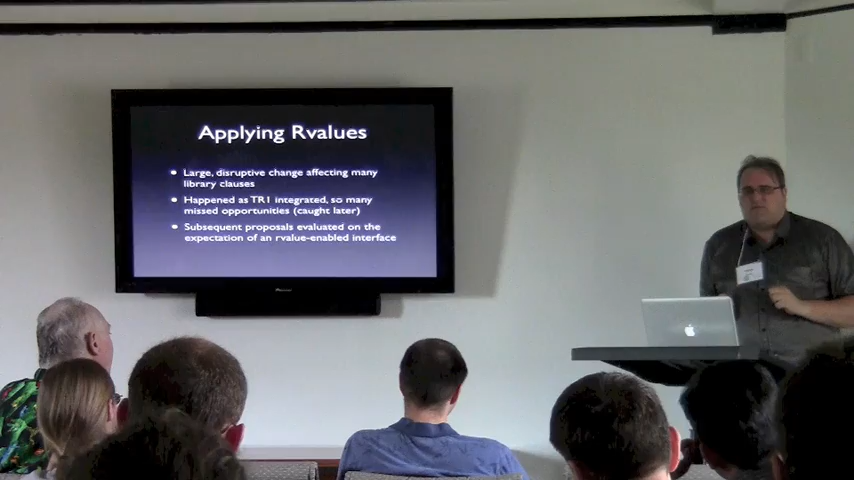 Applying Rvalues
• Large, disruptive change affecting many
library clauses
• Happened as TR1 integrated, so many
missed opportunities (caught later)
• Subsequent proposals evaluated on the
expectation of an rvalue-enabled interface